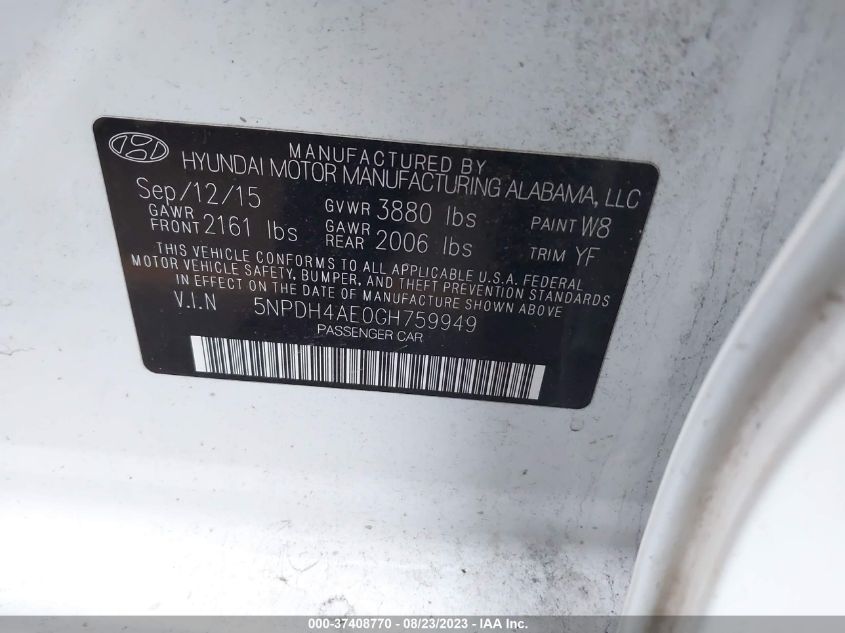 MANUFACTURED BY
HYUNDAI MOTOR MANUFACTURING ALABAMA, LLC
Sep/12/15 GVWR 3880 lbs PAINT W8
GAWR FRONT 2161 lbs GAWR REAR 2006 lbs TRIM YF
THIS VEHICLE CONFORMS TO ALL APPLICABLE U.S.A. FEDERAL
MOTOR VEHICLE SAFETY, BUMPER, AND THEFT PREVENTION STANDARDS
IN EFFECT ON THE DATE OF MANUFACTURE SHOWN ABOVE.
V.I.N 5NPDH4AE0GH759949
PASSENGER CAR
000-37408770 - 08/23/2023 - IAA Inc.